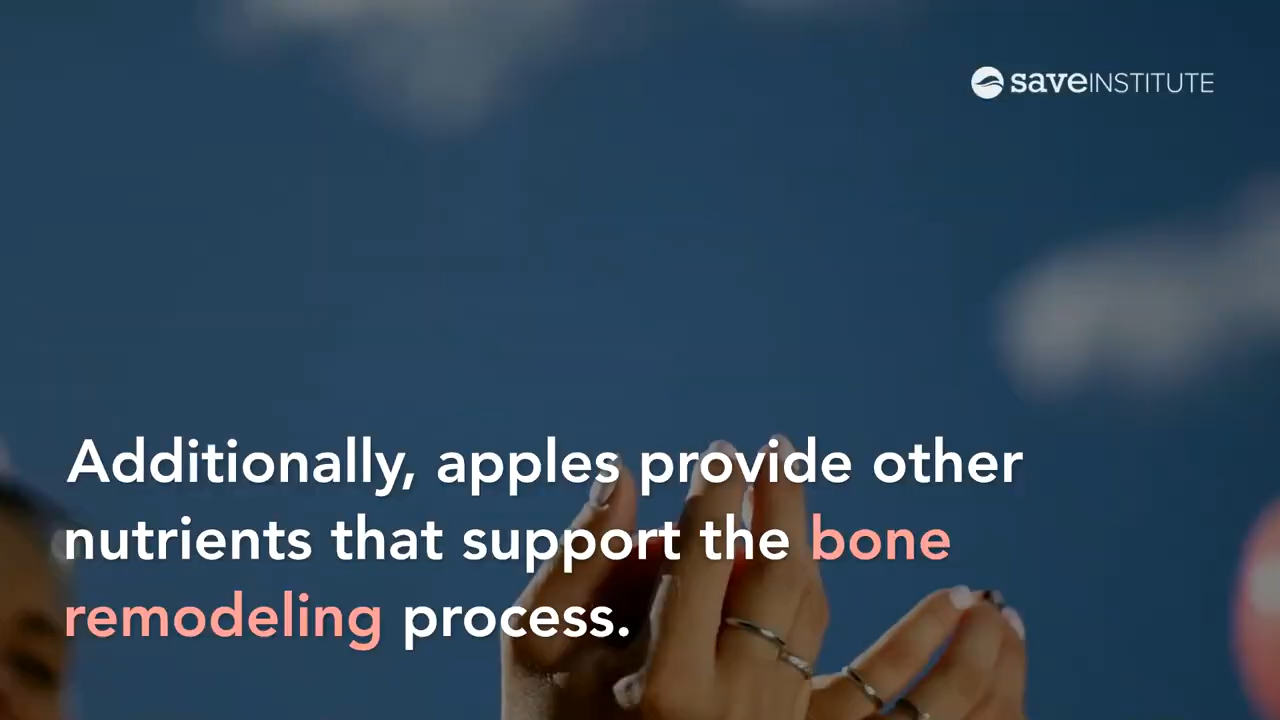 saveINSTITUTE
Additionally, apples provide other
nutrients that support the bone
remodeling process.